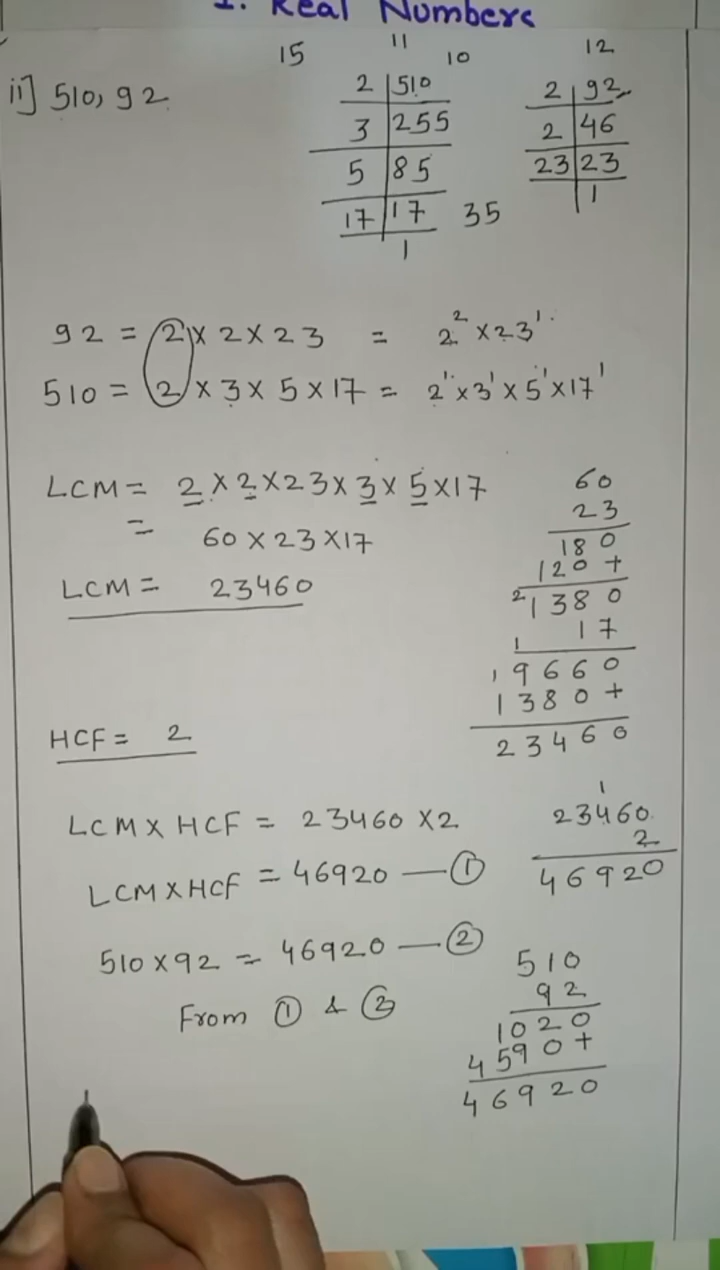 1. Real Numbers
15 11 10 12
ii] 510, 92
2 | 510
3 | 255
5 | 85
17 | 17 35
1
2 | 92
2 | 46
23 | 23
1
92 = 2 × 2 × 23 = 2² × 23¹
510 = 2 × 3 × 5 × 17 = 2¹ × 3¹ × 5¹ × 17¹
LCM = 2 × 2 × 23 × 3 × 5 × 17
= 60 × 23 × 17
LCM = 23460
60
23
180
120+
2 1380
17
1
1 9660
1380+
23460
HCF = 2
LCM × HCF = 23460 × 2
LCM × HCF = 46920 — ①
1
23460
2
46920
510 × 92 = 46920 — ②
From ① & ②
510
92
1020
4590+
46920